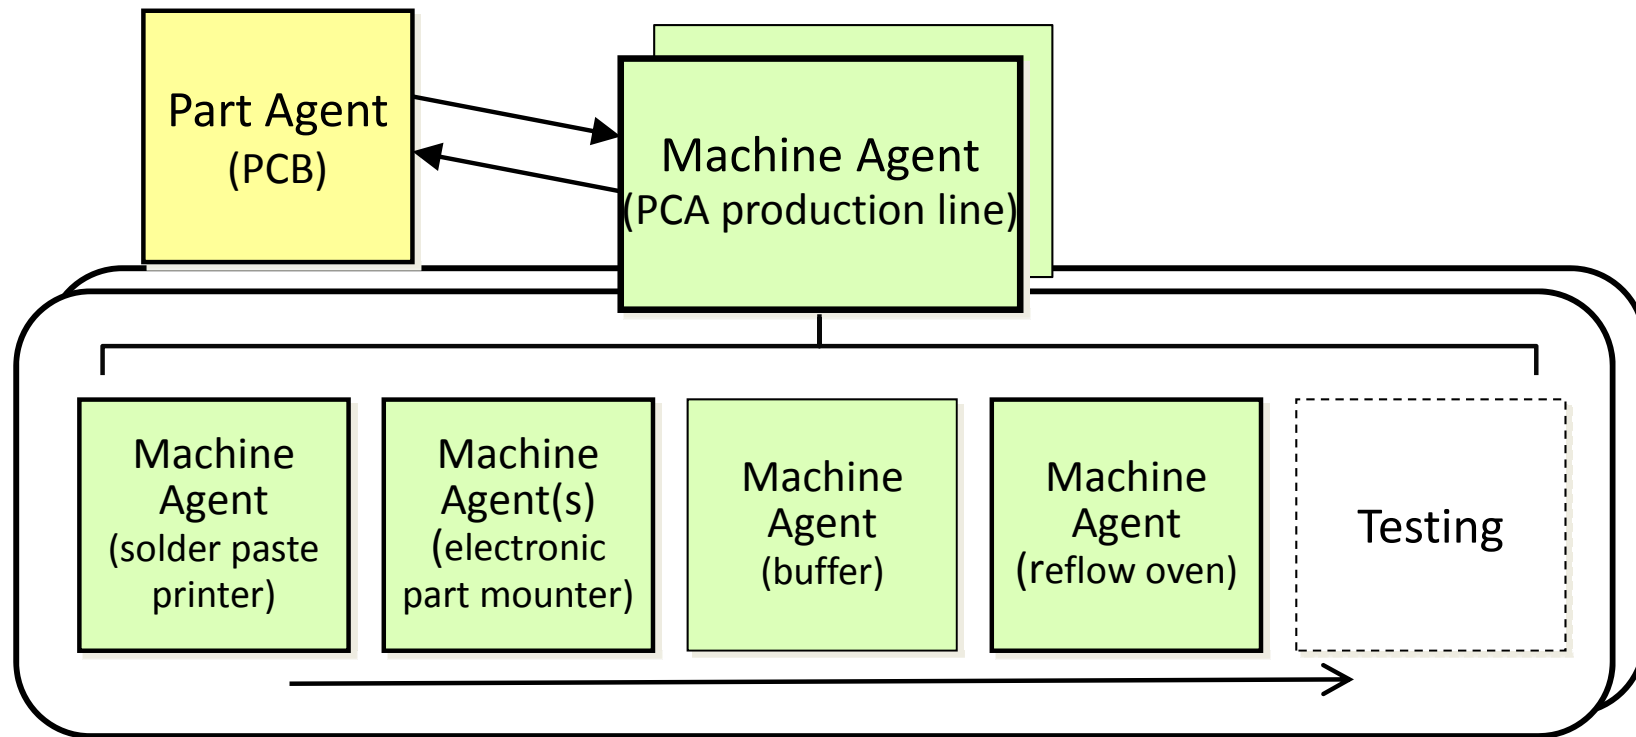 Part Agent
(PCB)
Machine Agent
(PCA production line)
Machine
Agent
(solder paste
printer)
Machine
Agent(s)
(electronic
part mounter)
Machine
Agent
(buffer)
Machine
Agent
(reflow oven)
Testing